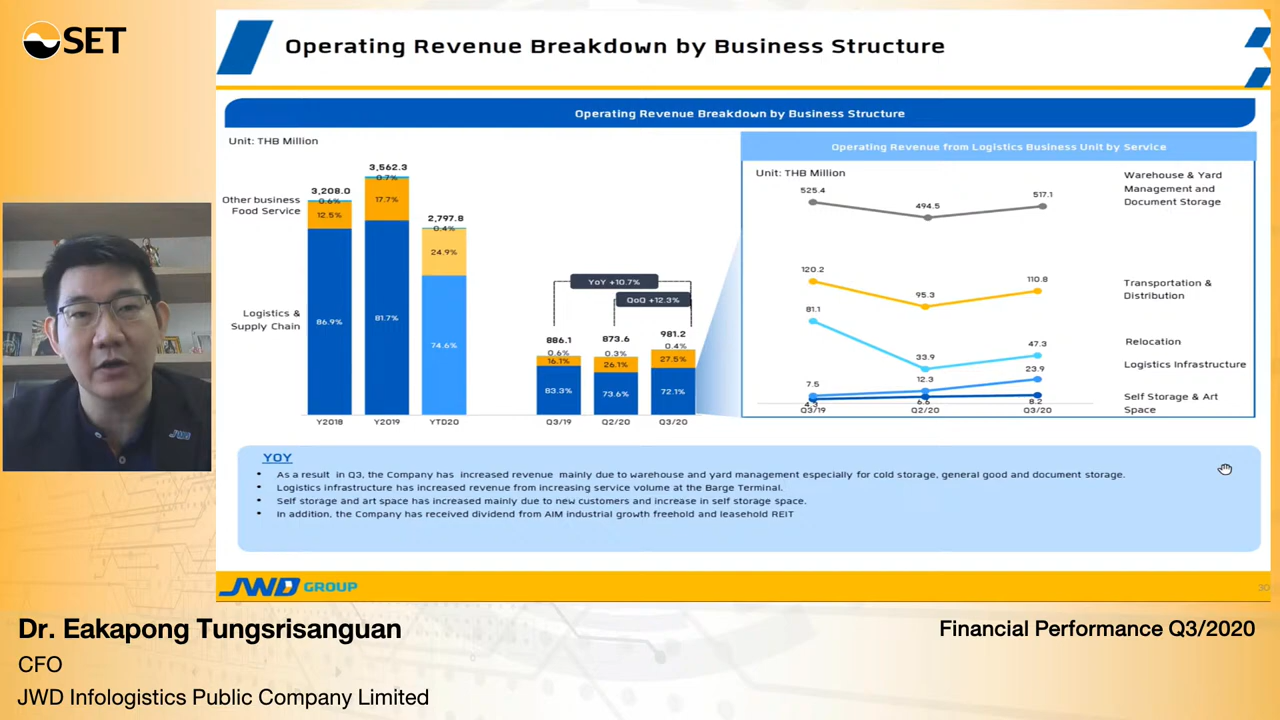 SET
Operating Revenue Breakdown by Business Structure
Operating Revenue Breakdown by Business Structure
Unit: THB Million
Other business
Food Service
Logistics &
Supply Chain
3,208.0
0.6%
12.5%
86.9%
Y2018
3,562.3
0.7%
17.7%
81.7%
Y2019
2,797.8
0.4%
24.9%
74.6%
YTD20
YoY +10.7%
QoQ +12.3%
886.1
0.6%
16.1%
83.3%
Q3/19
873.6
0.3%
26.1%
73.6%
Q2/20
981.2
0.4%
27.5%
72.1%
Q3/20
Operating Revenue from Logistics Business Unit by Service
Unit: THB Million
525.4
494.5
517.1
Warehouse & Yard
Management and
Document Storage
120.2
95.3
110.8
Transportation &
Distribution
81.1
33.9
47.3
Relocation
7.5
12.3
23.9
Logistics Infrastructure
6.6
8.2
Self Storage & Art
Space
Q3/19
Q2/20
Q3/20
YOY
• As a result in Q3, the Company has increased revenue mainly due to warehouse and yard management especially for cold storage, general good and document storage.
• Logistics infrastructure has increased revenue from increasing service volume at the Barge Terminal.
• Self storage and art space has increased mainly due to new customers and increase in self storage space.
• In addition, the Company has received dividend from AIM industrial growth freehold and leasehold REIT
JWD GROUP
30
JWD
Dr. Eakapong Tungsrisanguan
CFO
JWD Infologistics Public Company Limited
Financial Performance Q3/2020